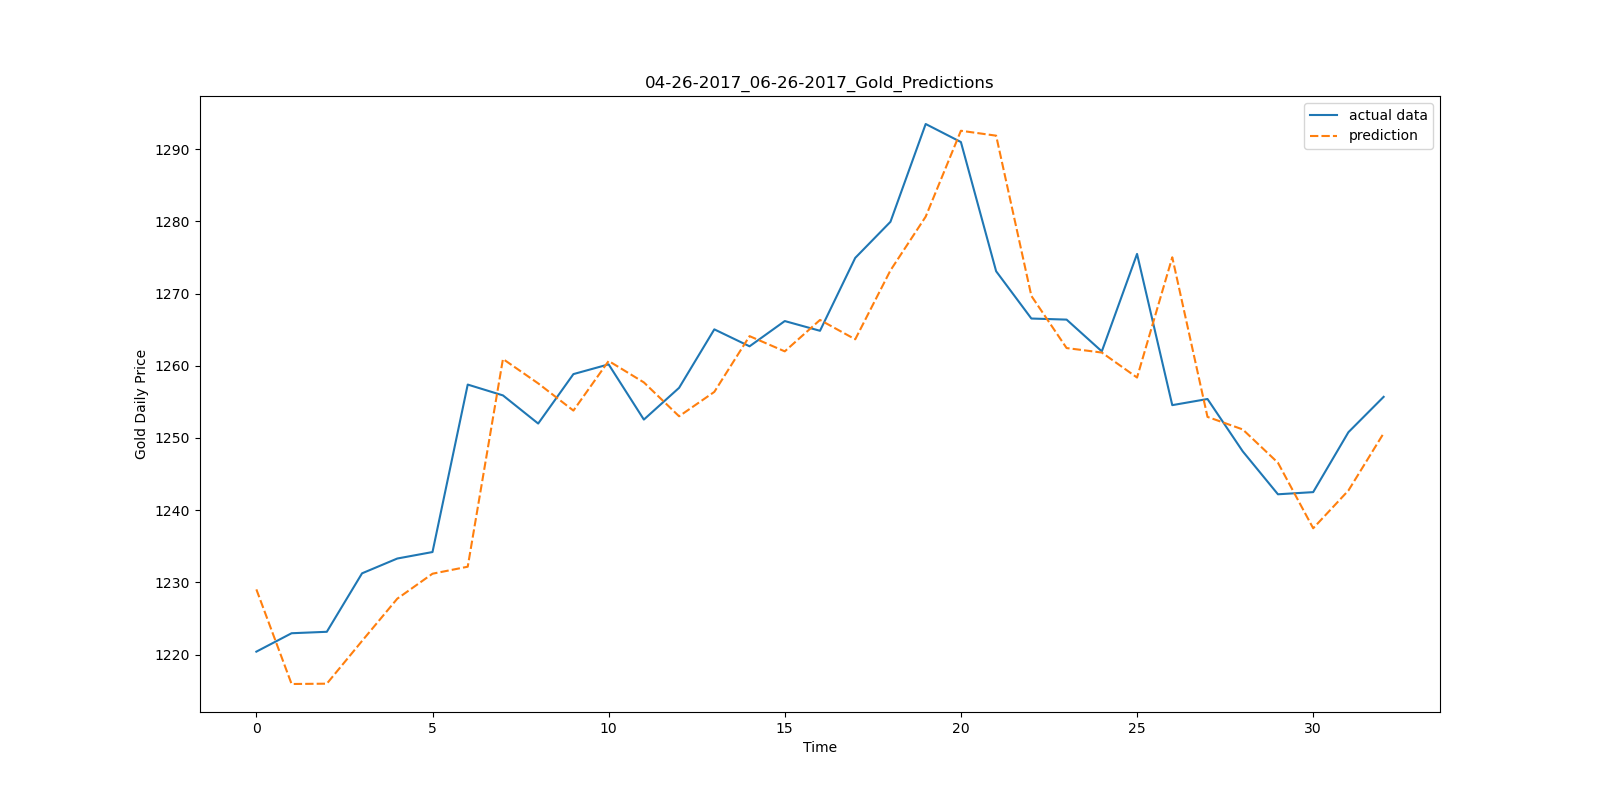 04-26-2017_06-26-2017_Gold_Predictions
actual data
prediction
Gold Daily Price
1290
1280
1270
1260
1250
1240
1230
1220
0 5 10 15 20 25 30
Time